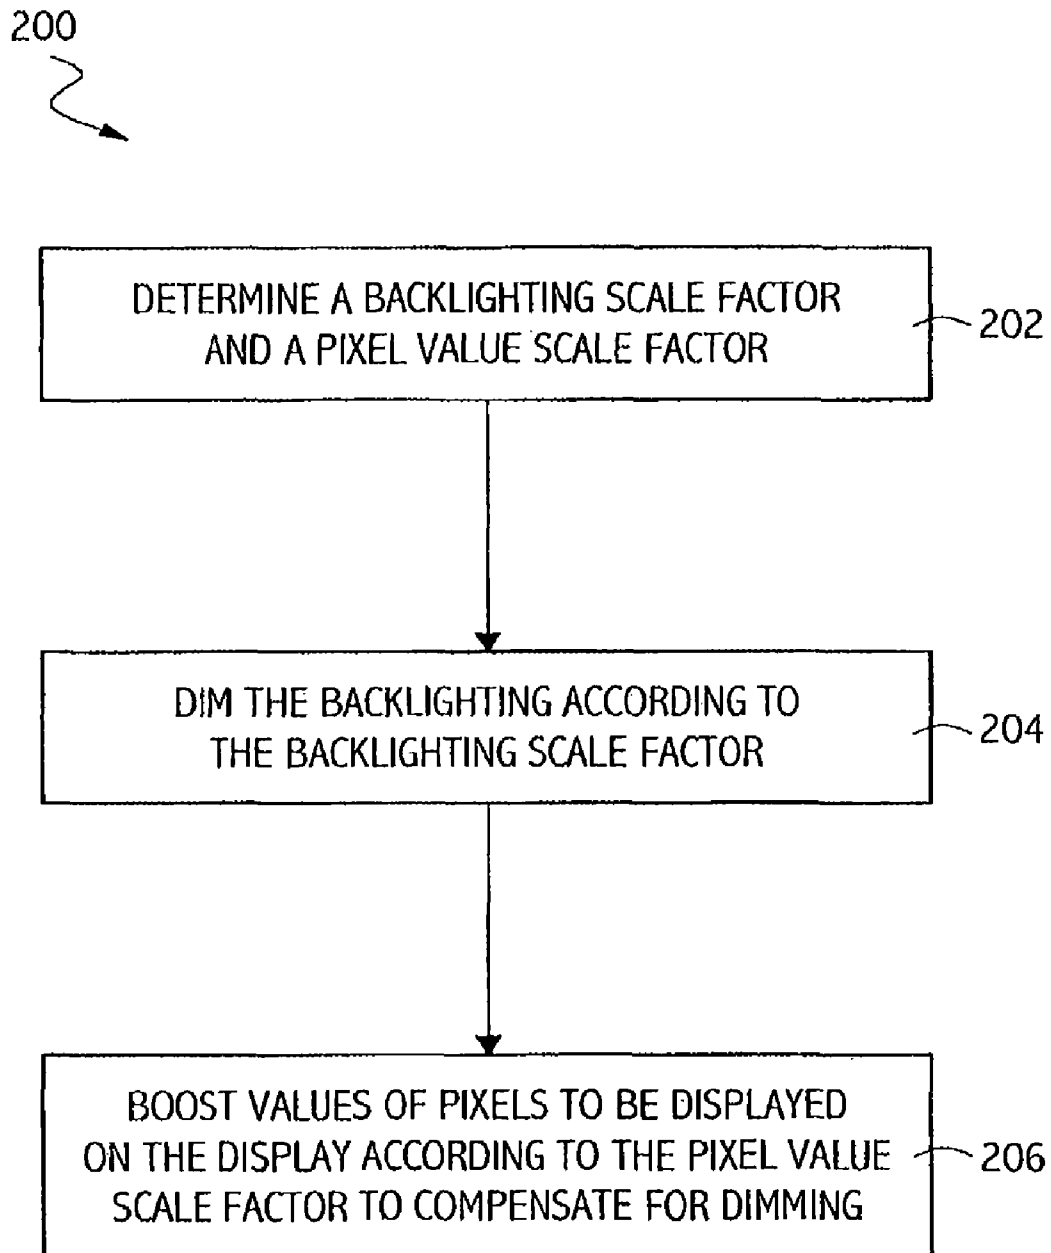 200
DETERMINE A BACKLIGHTING SCALE FACTOR
AND A PIXEL VALUE SCALE FACTOR
202
DIM THE BACKLIGHTING ACCORDING TO
THE BACKLIGHTING SCALE FACTOR
204
BOOST VALUES OF PIXELS TO BE DISPLAYED
ON THE DISPLAY ACCORDING TO THE PIXEL VALUE
SCALE FACTOR TO COMPENSATE FOR DIMMING
206